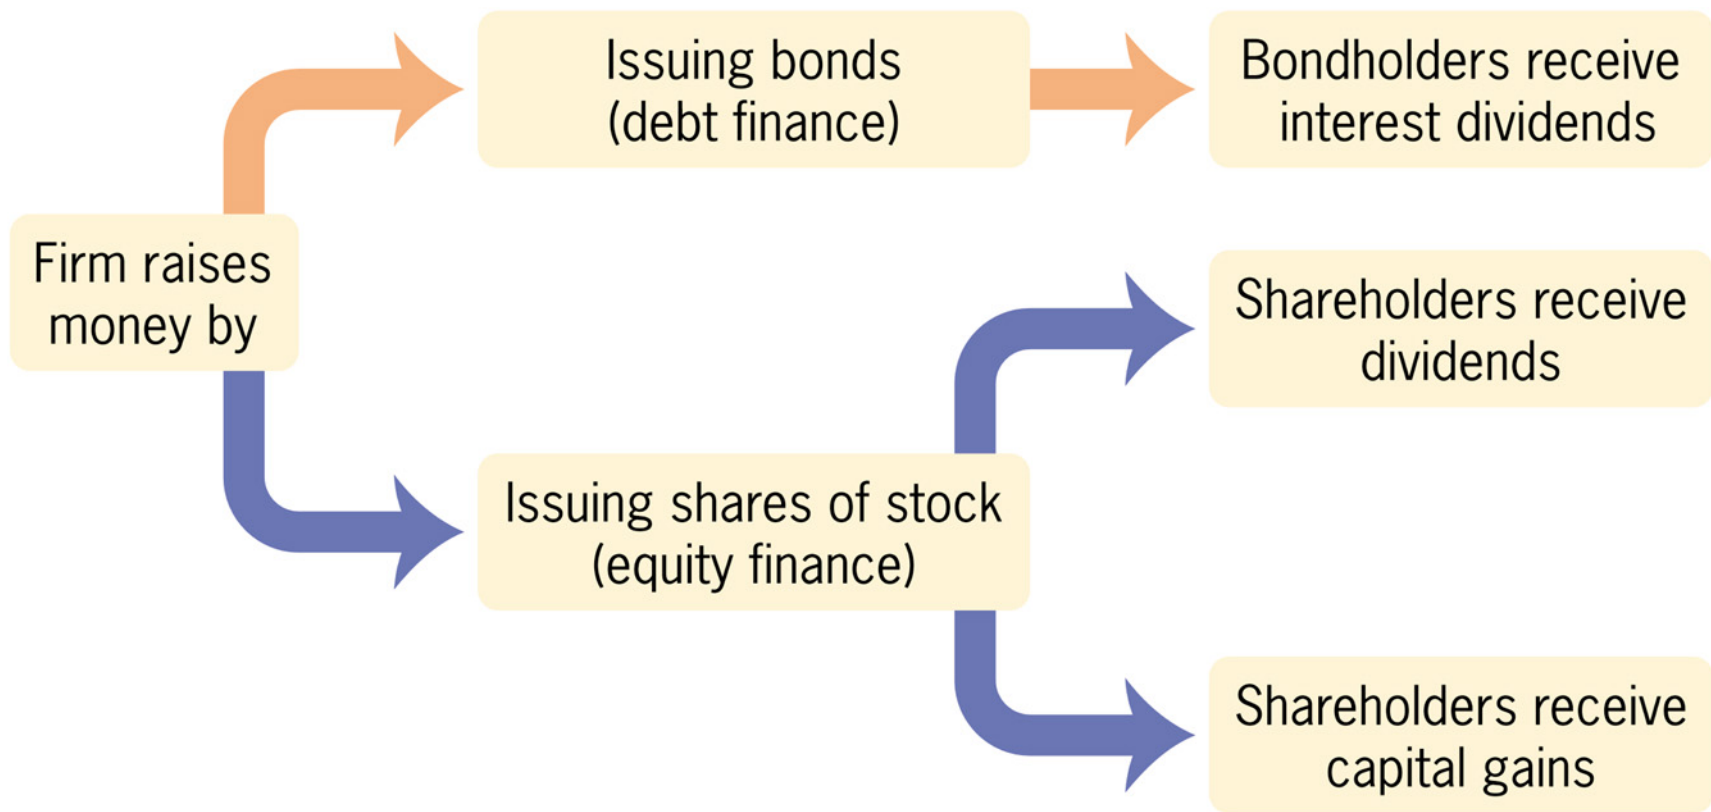 Firm raises
money by
Issuing bonds
(debt finance)
Bondholders receive
interest dividends
Issuing shares of stock
(equity finance)
Shareholders receive
dividends
Shareholders receive
capital gains